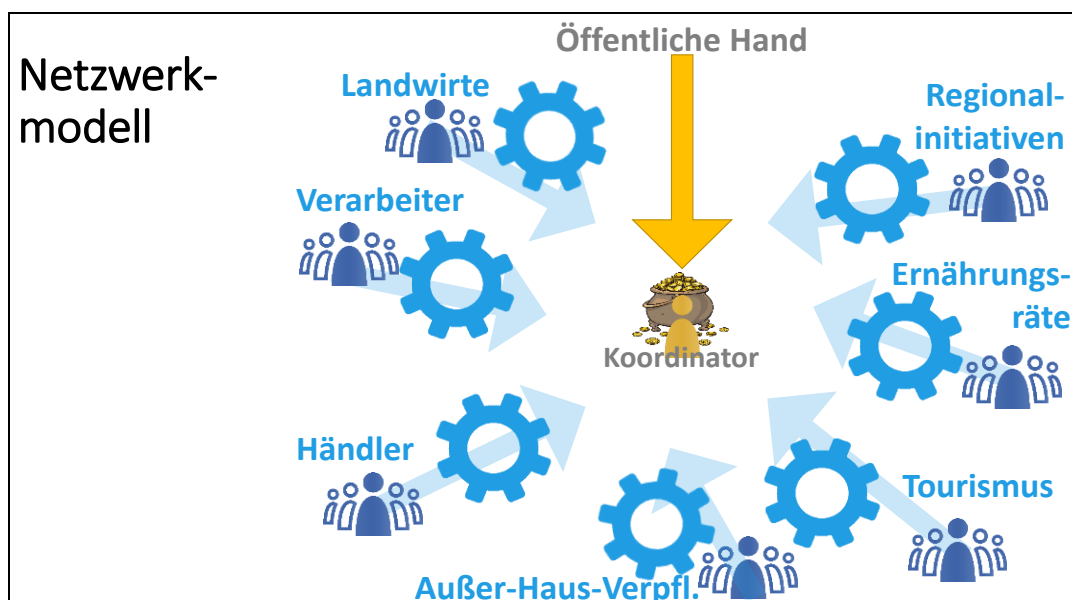 Netzwerk-
modell
Öffentliche Hand
Landwirte
Regional-
initiativen
Verarbeiter
Ernährungs-
räte
Koordinator
Händler
Tourismus
Außer-Haus-Verpfl.